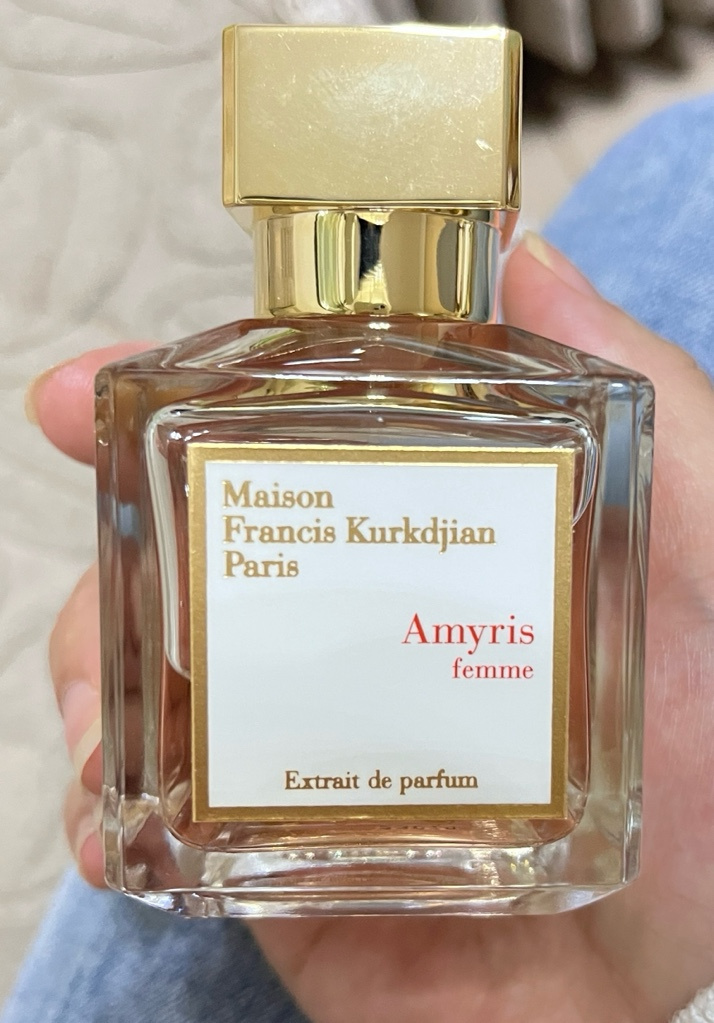 Maison
Francis Kurkdjian
Paris
Amyris
femme
Extrait de parfum